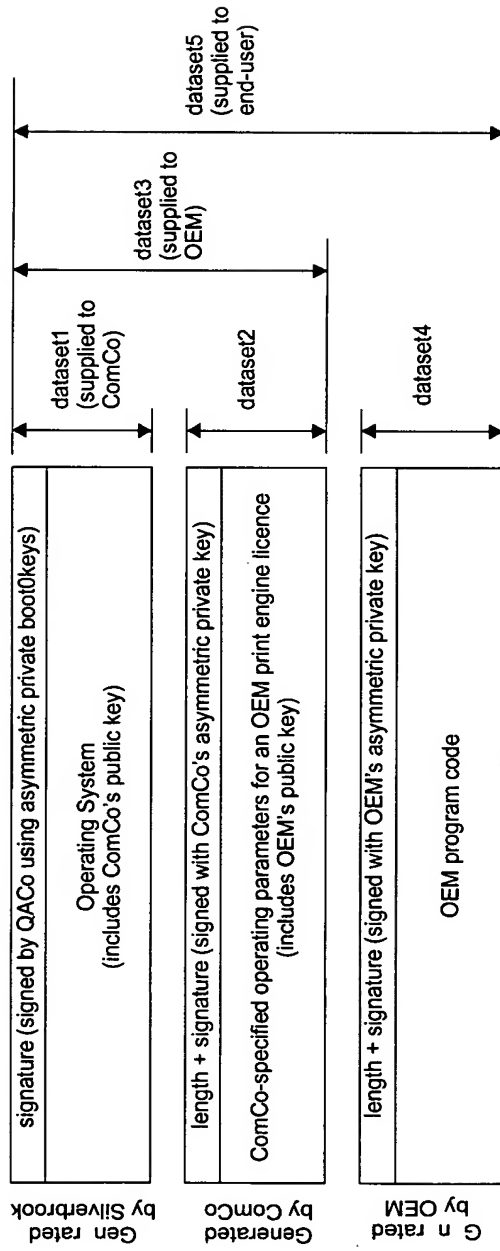 Gen rated
by Silverbrook
signature (signed by QACo using asymmetric private boot0keys)
Operating System
(includes ComCo's public key)
dataset1
(supplied to
ComCo)
Generated
by ComCo
length + signature (signed with ComCo's asymmetric private key)
ComCo-specified operating parameters for an OEM print engine licence
(includes OEM's public key)
dataset2
dataset3
(supplied to
OEM)
G n rated
by OEM
length + signature (signed with OEM's asymmetric private key)
OEM program code
dataset4
dataset5
(supplied to
end-user)